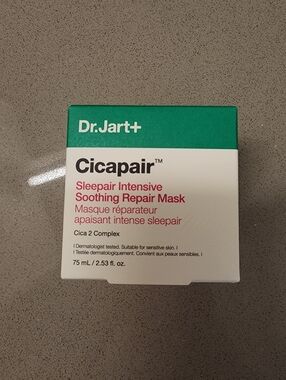 Dr.Jart+
Cicapair™
Sleepair Intensive
Soothing Repair Mask
Masque réparateur
apaisant intense sleepair
Cica 2 Complex
I Dermatologist tested. Suitable for sensitive skin. I
I Testée dermatologiquement. Convient aux peaux sensibles. I
75 mL / 2.53 fl. oz.